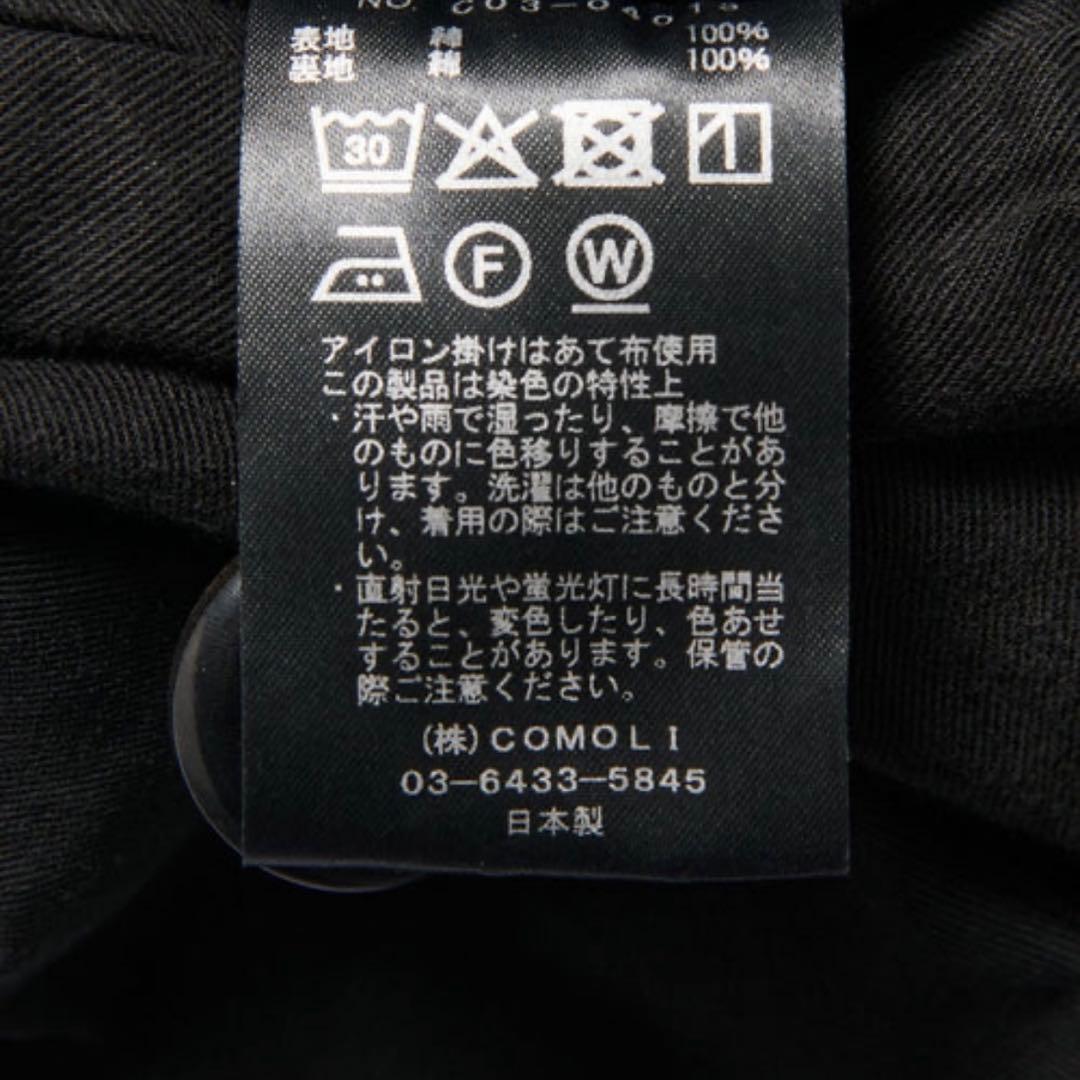 NO. C03-04015
表地 綿 100%
裏地 綿 100%
30
F W
アイロン掛けはあて布使用
この製品は染色の特性上
・汗や雨で湿ったり、摩擦で他
のものに色移りすることがあ
ります。洗濯は他のものと分
け、着用の際はご注意くださ
い。
・直射日光や蛍光灯に長時間当
たると、変色したり、色あせ
することがあります。保管の
際ご注意ください。
(株)COMOLI
03-6433-5845
日本製